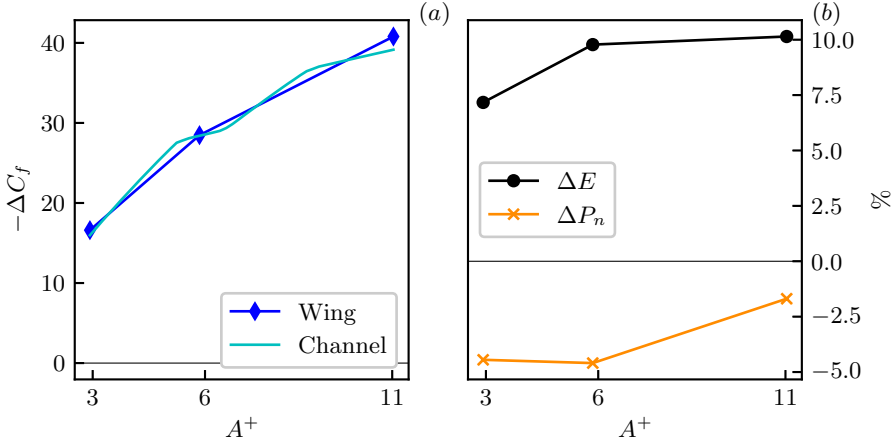 (a)
40
30
20
10
0
−ΔC_f
Wing
Channel
3
6
11
A⁺
(b)
10.0
7.5
5.0
2.5
0.0
−2.5
−5.0
%
ΔE
ΔP_n
3
6
11
A⁺